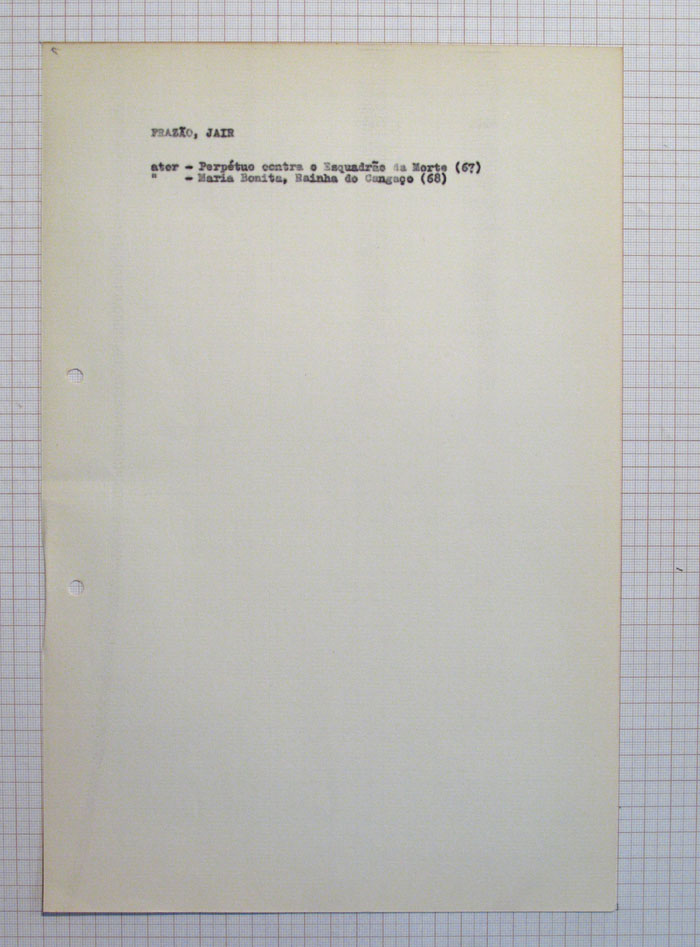 FRAZÃO, JAIR
ator - Perpétuo contra o Esquadrão da Morte (67)
" - Maria Bonita, Rainha do Cangaço (68)